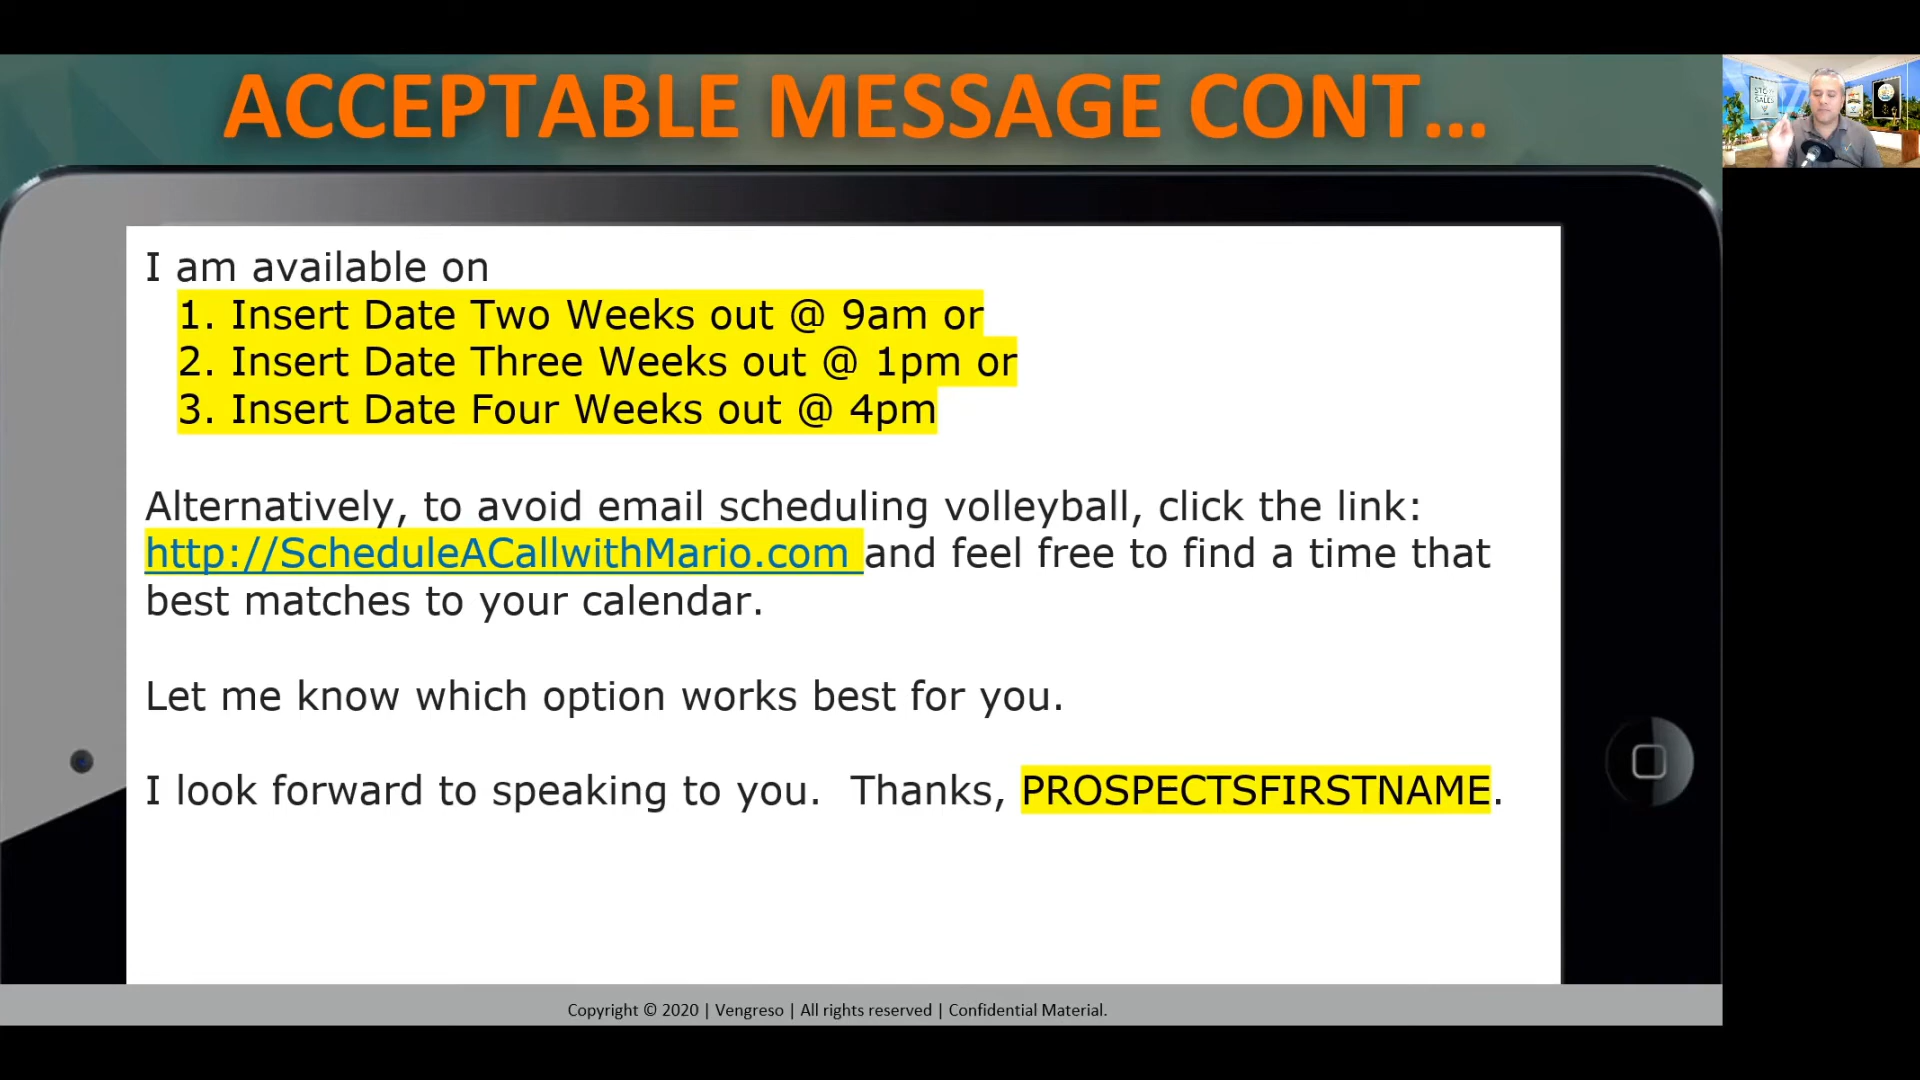 ACCEPTABLE MESSAGE CONT...
I am available on
1. Insert Date Two Weeks out @ 9am or
2. Insert Date Three Weeks out @ 1pm or
3. Insert Date Four Weeks out @ 4pm
Alternatively, to avoid email scheduling volleyball, click the link:
http://ScheduleACallwithMario.com and feel free to find a time that
best matches to your calendar.
Let me know which option works best for you.
I look forward to speaking to you.  Thanks, PROSPECTSFIRSTNAME.
Copyright © 2020 | Vengreso | All rights reserved | Confidential Material.